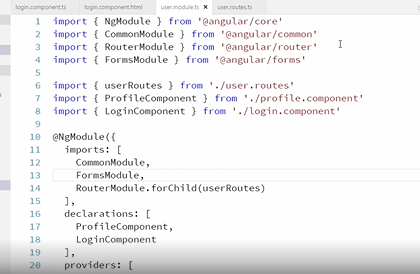 login.component.ts login.component.html user.module.ts × user.routes.ts
1 import { NgModule } from '@angular/core'
2 import { CommonModule } from '@angular/common'
3 import { RouterModule } from '@angular/router'
4 import { FormsModule } from '@angular/forms'
5
6 import { userRoutes } from './user.routes'
7 import { ProfileComponent } from './profile.component'
8 import { LoginComponent } from './login.component'
9
10 @NgModule({
11 imports: [
12 CommonModule,
13 FormsModule,
14 RouterModule.forChild(userRoutes)
15 ],
16 declarations: [
17 ProfileComponent,
18 LoginComponent
19 ],
20 providers: [